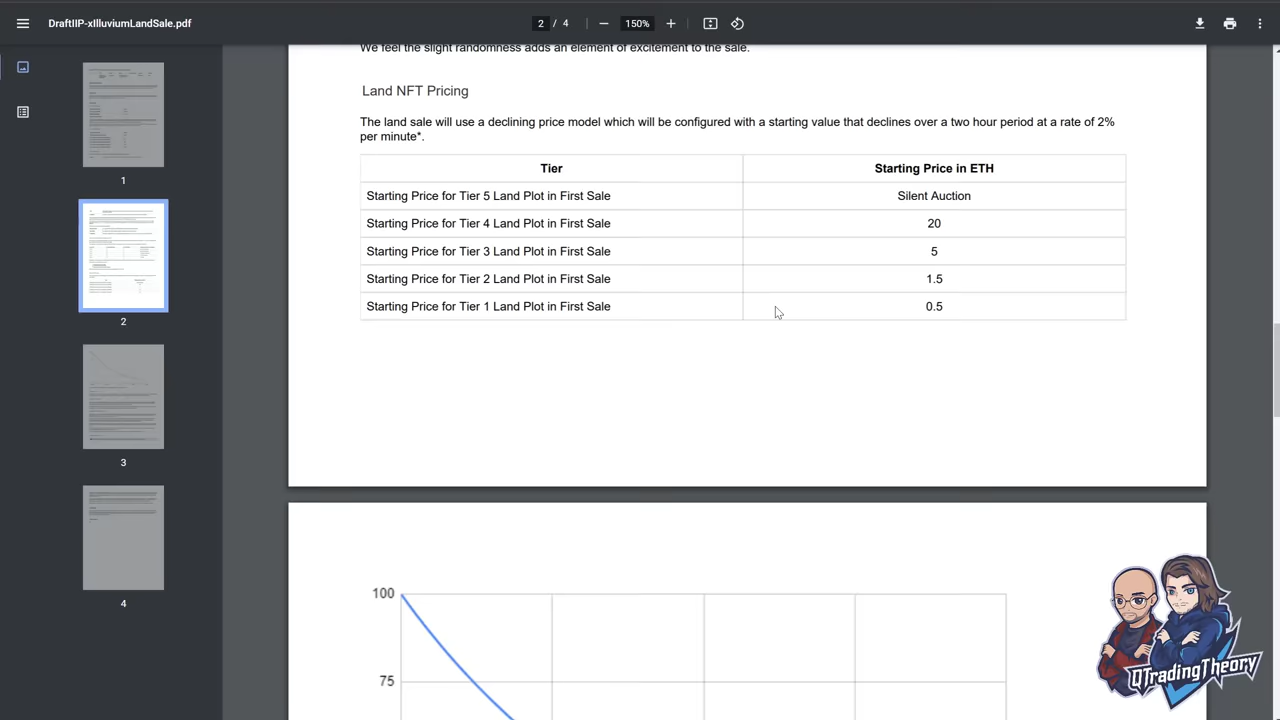 DraftIIP-xIlluviumLandSale.pdf
2 / 4
150%
We feel the slight randomness adds an element of excitement to the sale.
Land NFT Pricing
The land sale will use a declining price model which will be configured with a starting value that declines over a two hour period at a rate of 2%
per minute*.
Tier Starting Price in ETH
Starting Price for Tier 5 Land Plot in First Sale Silent Auction
Starting Price for Tier 4 Land Plot in First Sale 20
Starting Price for Tier 3 Land Plot in First Sale 5
Starting Price for Tier 2 Land Plot in First Sale 1.5
Starting Price for Tier 1 Land Plot in First Sale 0.5
100
75
1
2
3
4
QTradingTheory